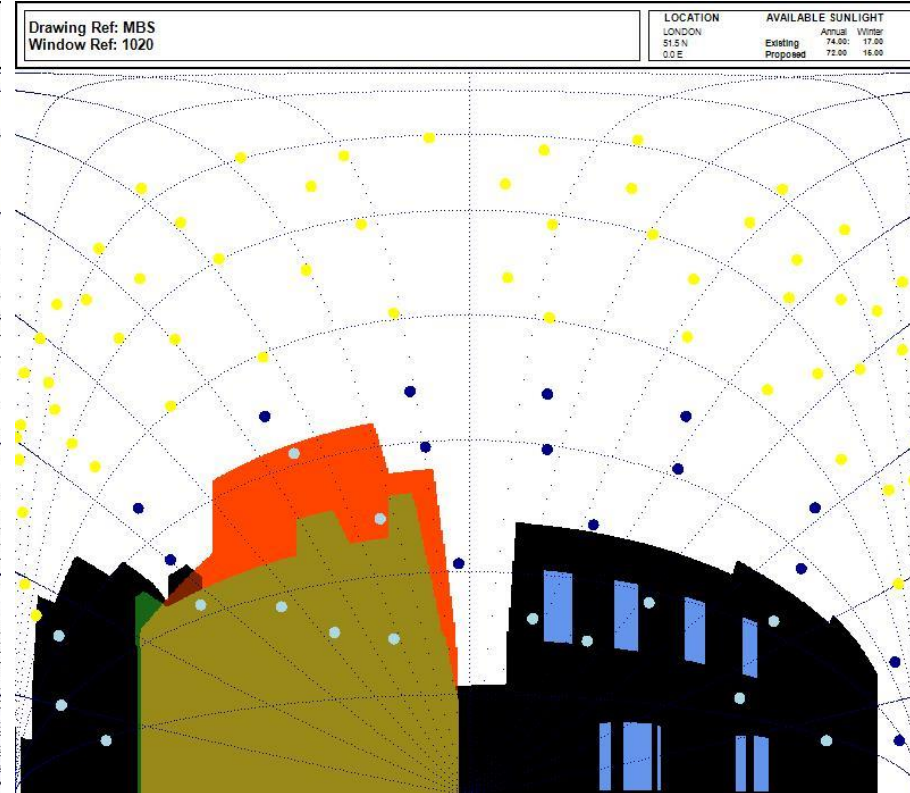 Drawing Ref: MBS
Window Ref: 1020
LOCATION
LONDON
51.5 N
0.0 E
AVAILABLE SUNLIGHT
Annual Winter
Existing 74.00: 17.00
Proposed 72.00 15.00